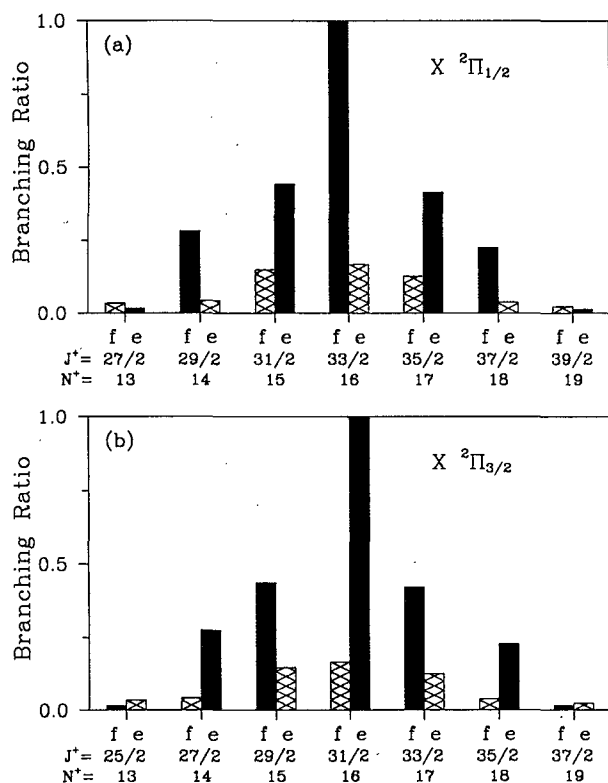 1.0
(a)
X ²Π₁/₂
Branching Ratio
0.5
0.0
f e f e f e f e f e f e f e
J⁺= 27/2 29/2 31/2 33/2 35/2 37/2 39/2
N⁺= 13 14 15 16 17 18 19
1.0
(b)
X ²Π₃/₂
Branching Ratio
0.5
0.0
f e f e f e f e f e f e f e
J⁺= 25/2 27/2 29/2 31/2 33/2 35/2 37/2
N⁺= 13 14 15 16 17 18 19